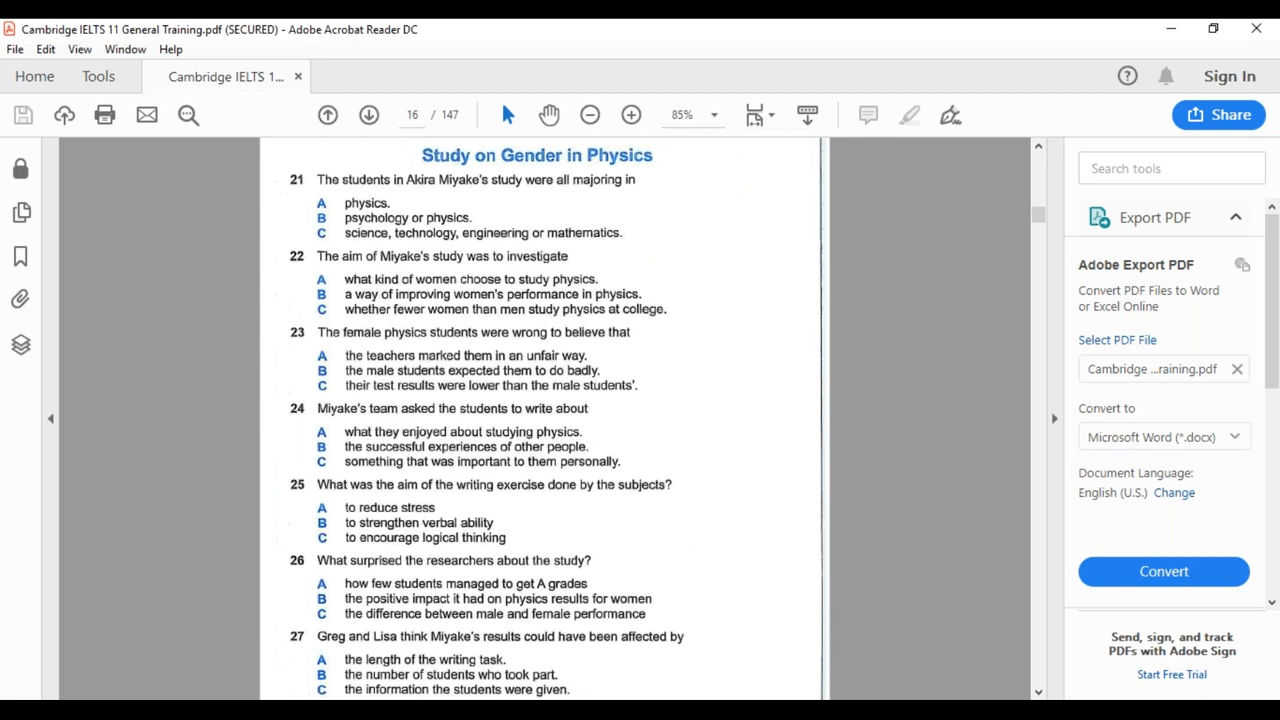 Cambridge IELTS 11 General Training.pdf (SECURED) - Adobe Acrobat Reader DC
File Edit View Window Help
Home Tools Cambridge IELTS 1... × Sign In
16 / 147 85% Share
Study on Gender in Physics
21 The students in Akira Miyake's study were all majoring in
A physics.
B psychology or physics.
C science, technology, engineering or mathematics.
22 The aim of Miyake's study was to investigate
A what kind of women choose to study physics.
B a way of improving women's performance in physics.
C whether fewer women than men study physics at college.
23 The female physics students were wrong to believe that
A the teachers marked them in an unfair way.
B the male students expected them to do badly.
C their test results were lower than the male students'.
24 Miyake's team asked the students to write about
A what they enjoyed about studying physics.
B the successful experiences of other people.
C something that was important to them personally.
25 What was the aim of the writing exercise done by the subjects?
A to reduce stress
B to strengthen verbal ability
C to encourage logical thinking
26 What surprised the researchers about the study?
A how few students managed to get A grades
B the positive impact it had on physics results for women
C the difference between male and female performance
27 Greg and Lisa think Miyake's results could have been affected by
A the length of the writing task.
B the number of students who took part.
C the information the students were given.
Search tools
Export PDF
Adobe Export PDF
Convert PDF Files to Word
or Excel Online
Select PDF File
Cambridge ...raining.pdf ×
Convert to
Microsoft Word (*.docx)
Document Language:
English (U.S.) Change
Convert
Send, sign, and track
PDFs with Adobe Sign
Start Free Trial